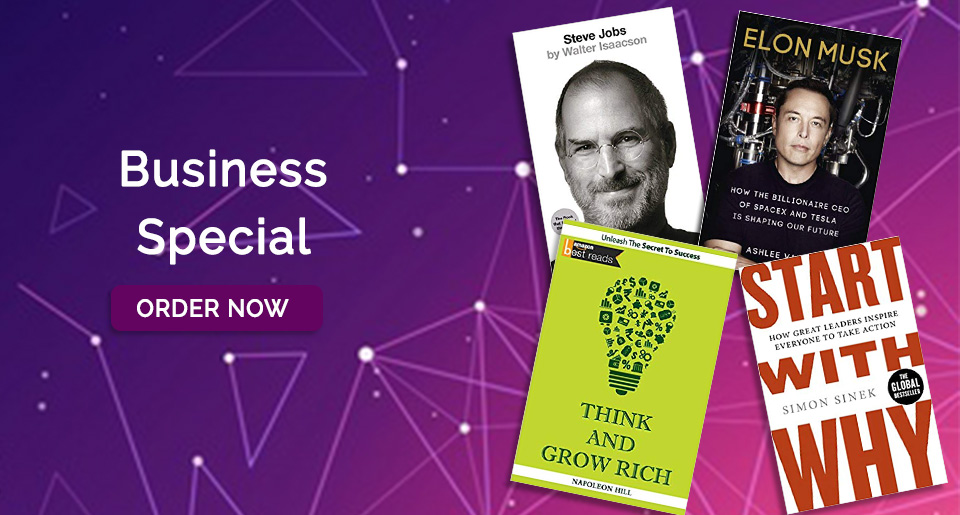 Business
Special
ORDER NOW
Steve Jobs
by Walter Isaacson
ELON MUSK
HOW THE BILLIONAIRE CEO
OF SPACEX AND TESLA
IS SHAPING OUR FUTURE
ASHLEE
Unleash The Secret To Success
amazon
best reads
THINK
AND
GROW RICH
NAPOLEON HILL
START
HOW GREAT LEADERS INSPIRE
EVERYONE TO TAKE ACTION
WITH
SIMON SINEK
THE
GLOBAL
BESTSELLER
WHY